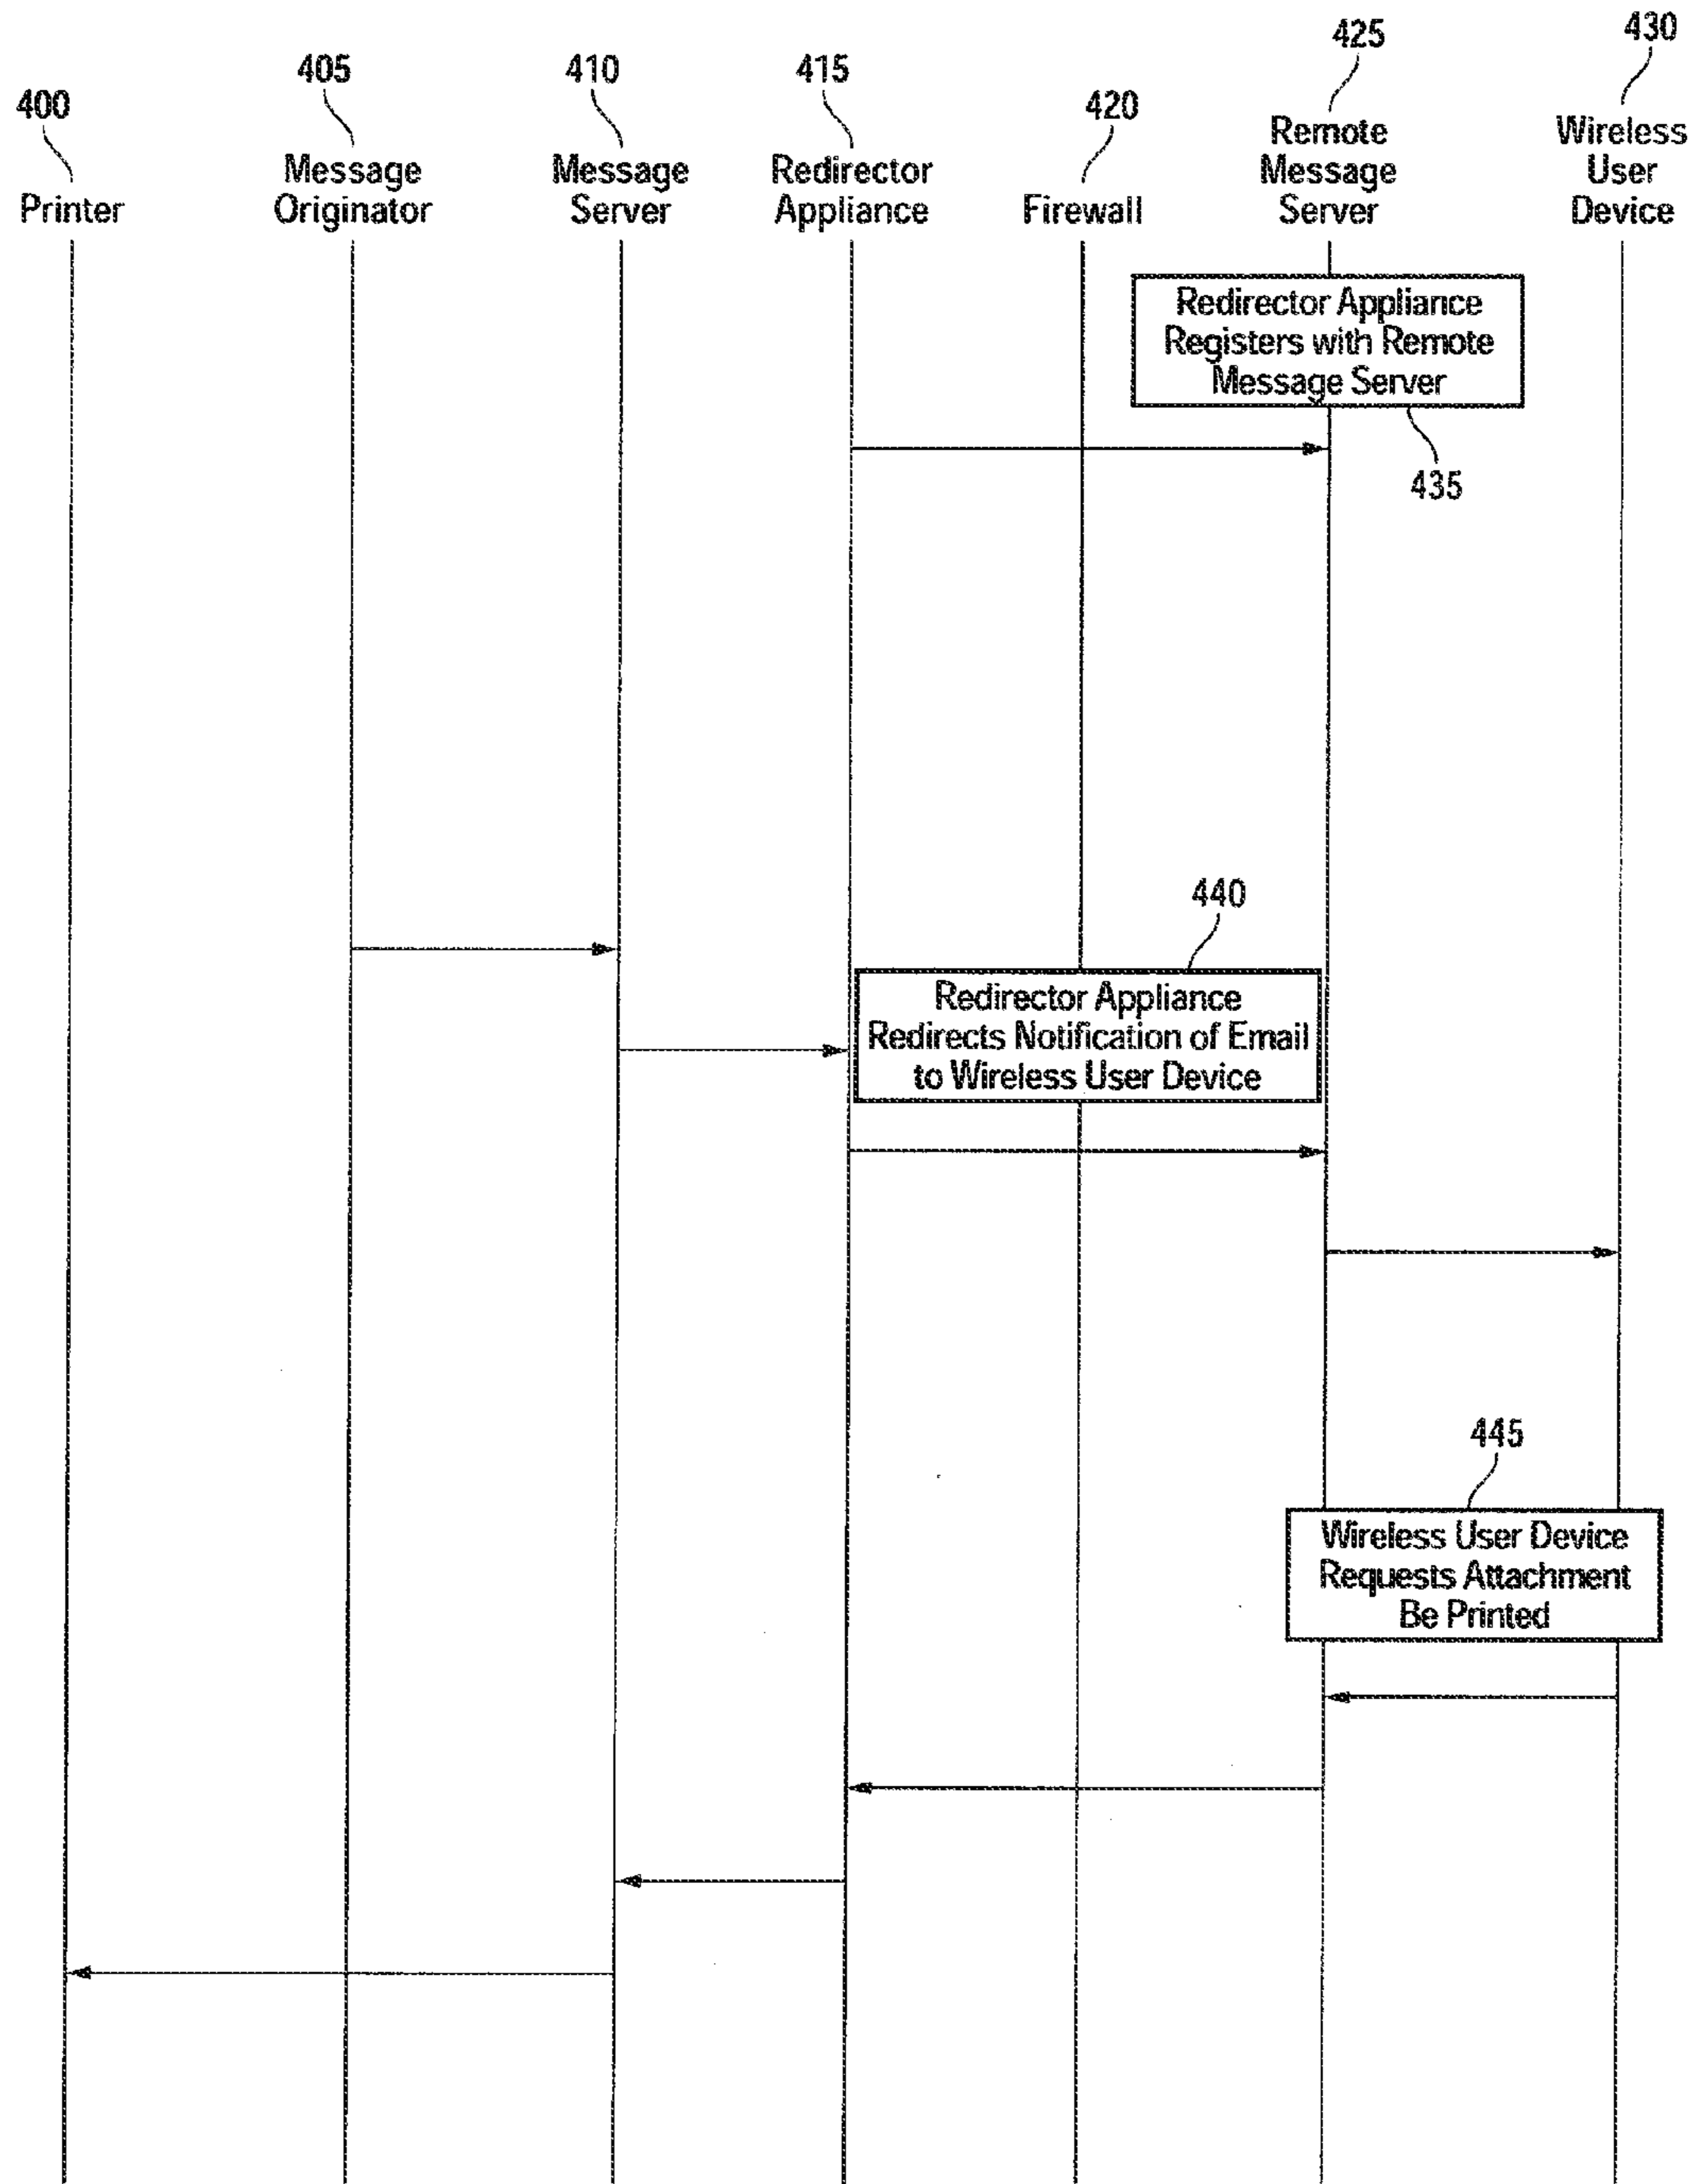 400
Printer
405
Message
Originator
410
Message
Server
415
Redirector
Appliance
420
Firewall
425
Remote
Message
Server
430
Wireless
User
Device
Redirector Appliance
Registers with Remote
Message Server
435
440
Redirector Appliance
Redirects Notification of Email
to Wireless User Device
445
Wireless User Device
Requests Attachment
Be Printed